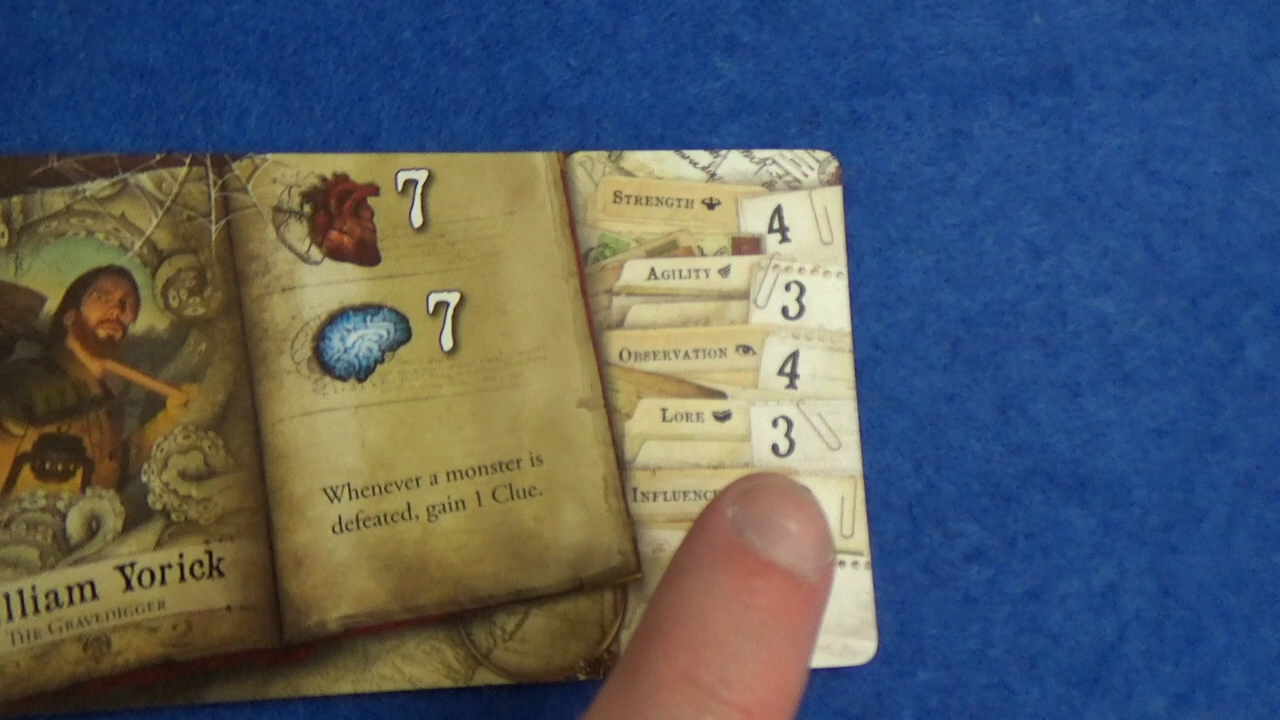 7
7
Whenever a monster is
defeated, gain 1 Clue.
lliam Yorick
The Gravedigger
Strength 4
Agility 3
Observation 4
Lore 3
Influenc